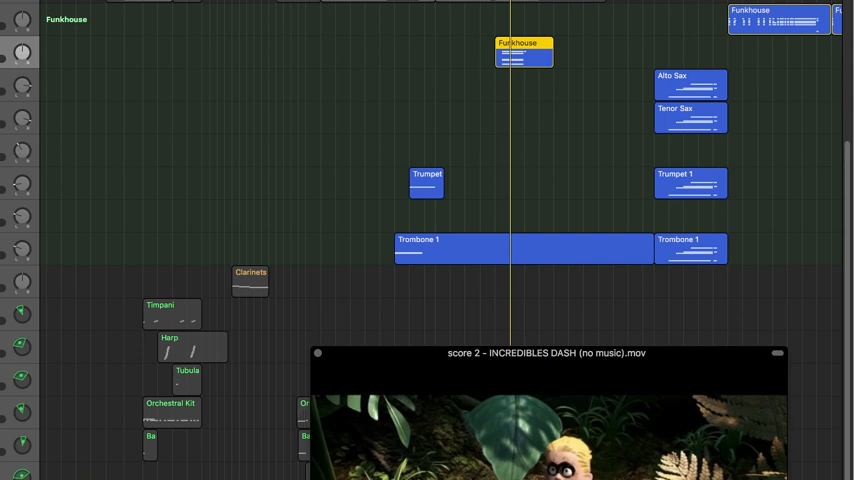 Funkhouse
Funkhouse
Funkhouse
Alto Sax
Tenor Sax
Trumpet
Trumpet 1
Trombone 1
Trombone 1
Clarinets
Timpani
Harp
score 2 - INCREDIBLES DASH (no music).mov
Tubula
Orchestral Kit
Or
Ba
Ba